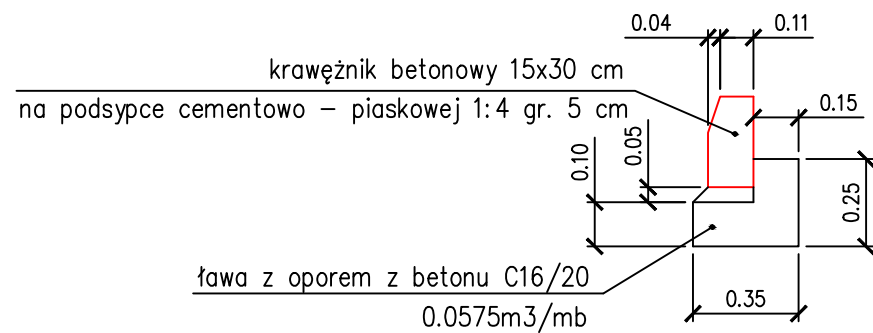 0.04 0.11
krawężnik betonowy 15x30 cm
na podsypce cementowo – piaskowej 1:4 gr. 5 cm
0.15
0.10
0.05
0.25
ława z oporem z betonu C16/20
0.0575m3/mb
0.35